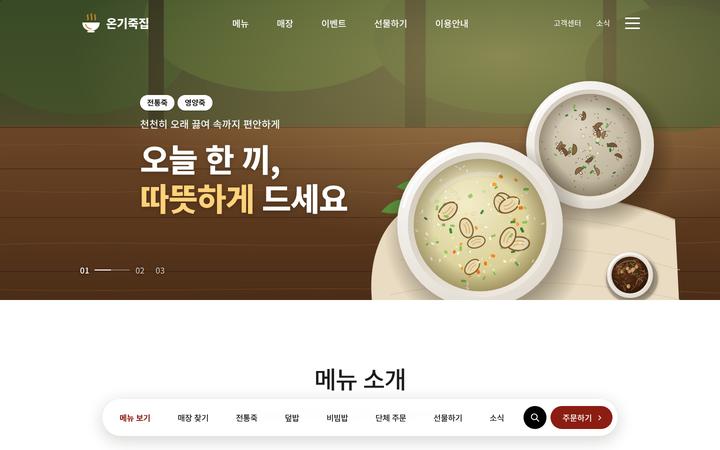 온기죽집
메뉴 매장 이벤트 선물하기 이용안내
고객센터 소식
전통죽 영양죽
천천히 오래 끓여 속까지 편안하게
오늘 한 끼,
따뜻하게 드세요
01 02 03
메뉴 소개
메뉴 보기 매장 찾기 전통죽 덮밥 비빔밥 단체 주문 선물하기 소식 주문하기